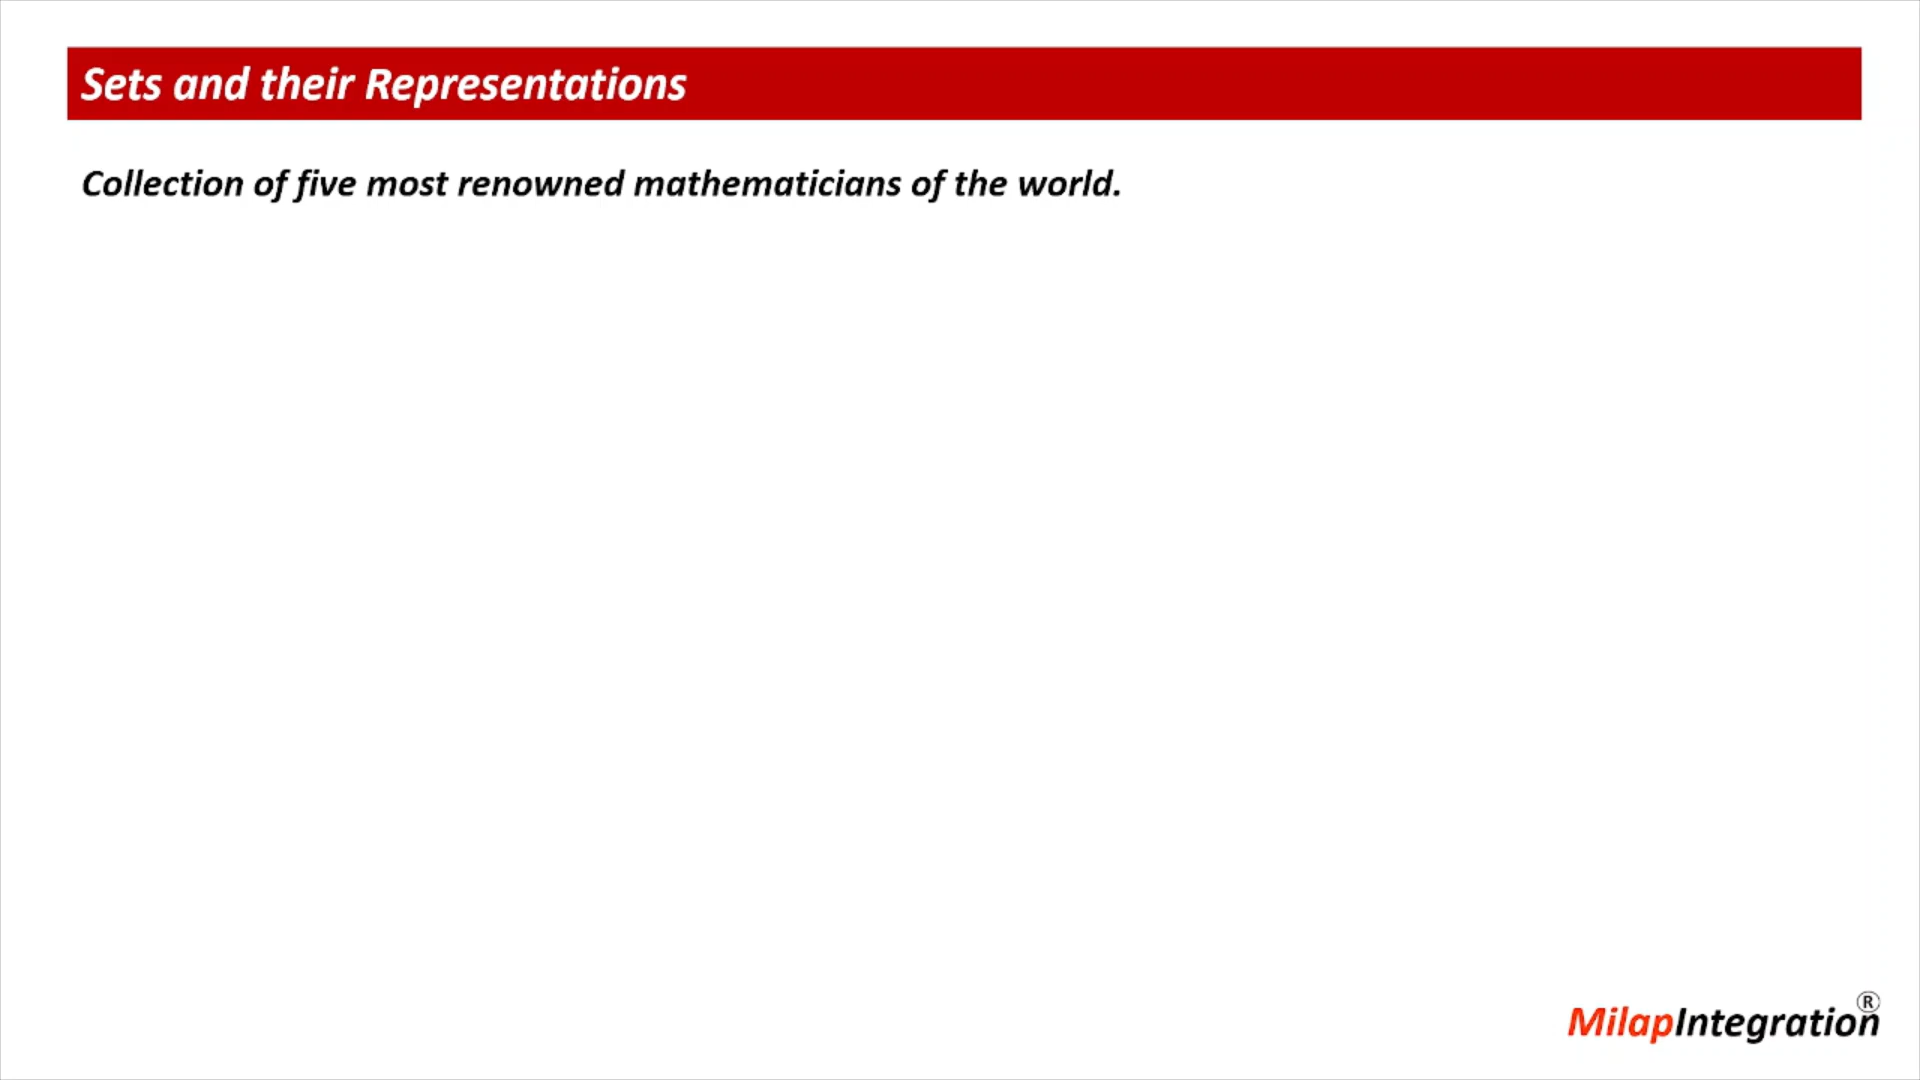 Sets and their Representations
Collection of five most renowned mathematicians of the world.
MilapIntegration®